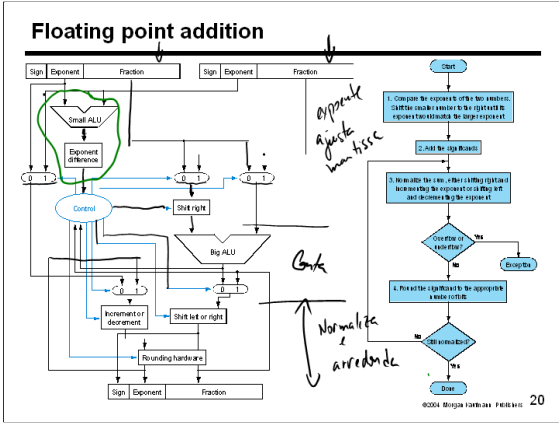 Floating point addition
Sign Exponent Fraction
Sign Exponent Fraction
Small ALU
Exponent
difference
0 1
0 1
0 1
Control
Shift right
Big ALU
0 1
0 1
Increment or
decrement
Shift left or right
Rounding hardware
Sign Exponent Fraction
expoente
ajusta
mantissa
Conta
Normaliza
e
arredonda
Start
1. Compare the exponents of the two numbers.
Shift the smaller number to the right until its
exponent would match the larger exponent
2. Add the significands
3. Normalize the sum, either shifting right and
incrementing the exponent or shifting left
and decrementing the exponent
Overflow or
underflow?
Yes
Exception
No
4. Round the significand to the appropriate
number of bits
Still normalized?
No
Yes
Done
©2004 Morgan Kaufmann Publishers 20